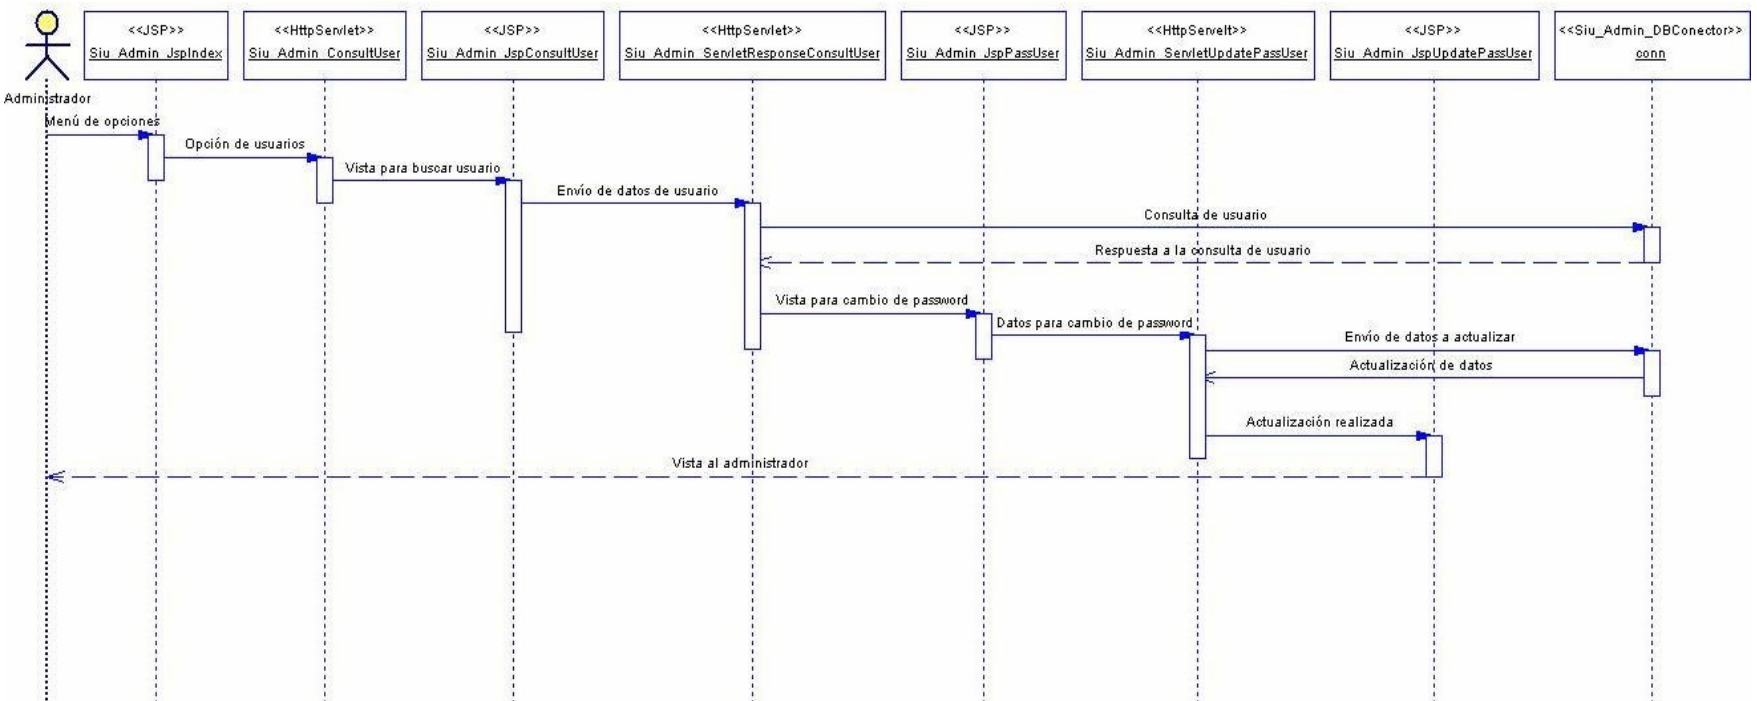 <<JSP>>
Siu_Admin_JspIndex
<<HttpServlet>>
Siu_Admin_ConsultUser
<<JSP>>
Siu_Admin_JspConsultUser
<<HttpServlet>>
Siu_Admin_ServletResponseConsultUser
<<JSP>>
Siu_Admin_JspPassUser
<<HttpServelt>>
Siu_Admin_ServletUpdatePassUser
<<JSP>>
Siu_Admin_JspUpdatePassUser
<<Siu_Admin_DBConector>>
conn
Administrador
Menú de opciones
Opción de usuarios
Vista para buscar usuario
Envío de datos de usuario
Consulta de usuario
Respuesta a la consulta de usuario
Vista para cambio de password
Datos para cambio de password
Envío de datos a actualizar
Actualización de datos
Actualización realizada
Vista al administrador